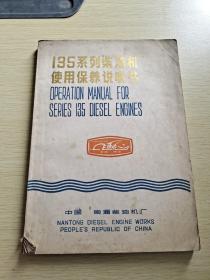 135系列柴油机
使用保养说明书
OPERATION MANUAL FOR
SERIES 135 DIESEL ENGINES
中国 南通柴油机厂
NANTONG DIESEL ENGINE WORKS
PEOPLE'S REPUBLIC OF CHINA